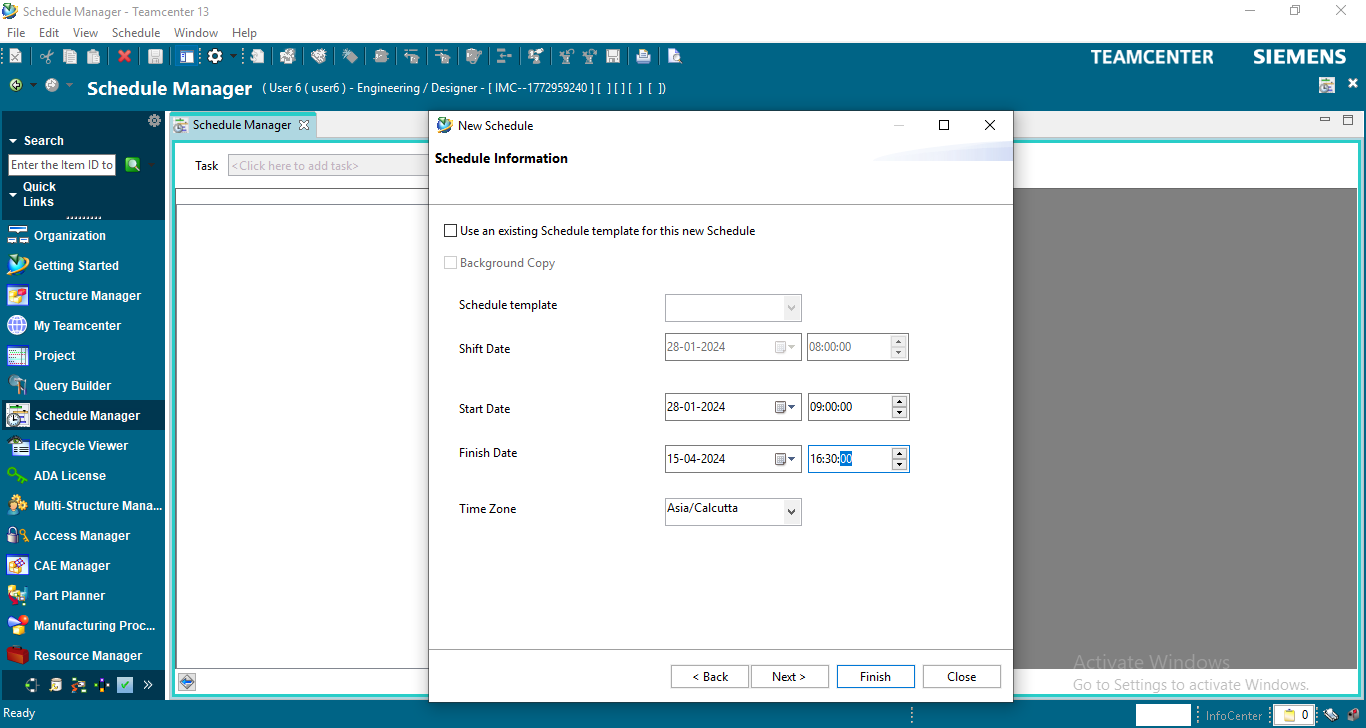 Schedule Manager - Teamcenter 13
File Edit View Schedule Window Help
TEAMCENTER SIEMENS
Schedule Manager ( User 6 ( user6 ) - Engineering / Designer - [ IMC--1772959240 ] [ ] [ ] [ ] [ ])
Search
Enter the Item ID to
Quick
Links
Organization
Getting Started
Structure Manager
My Teamcenter
Project
Query Builder
Schedule Manager
Lifecycle Viewer
ADA License
Multi-Structure Mana...
Access Manager
CAE Manager
Part Planner
Manufacturing Proc...
Resource Manager
»
Ready
Schedule Manager
Task <Click here to add task>
New Schedule
Schedule Information
Use an existing Schedule template for this new Schedule
Background Copy
Schedule template
Shift Date 28-01-2024 08:00:00
Start Date 28-01-2024 09:00:00
Finish Date 15-04-2024 16:30:00
Time Zone Asia/Calcutta
< Back Next > Finish Close
Activate Windows
Go to Settings to activate Windows.
InfoCenter 0